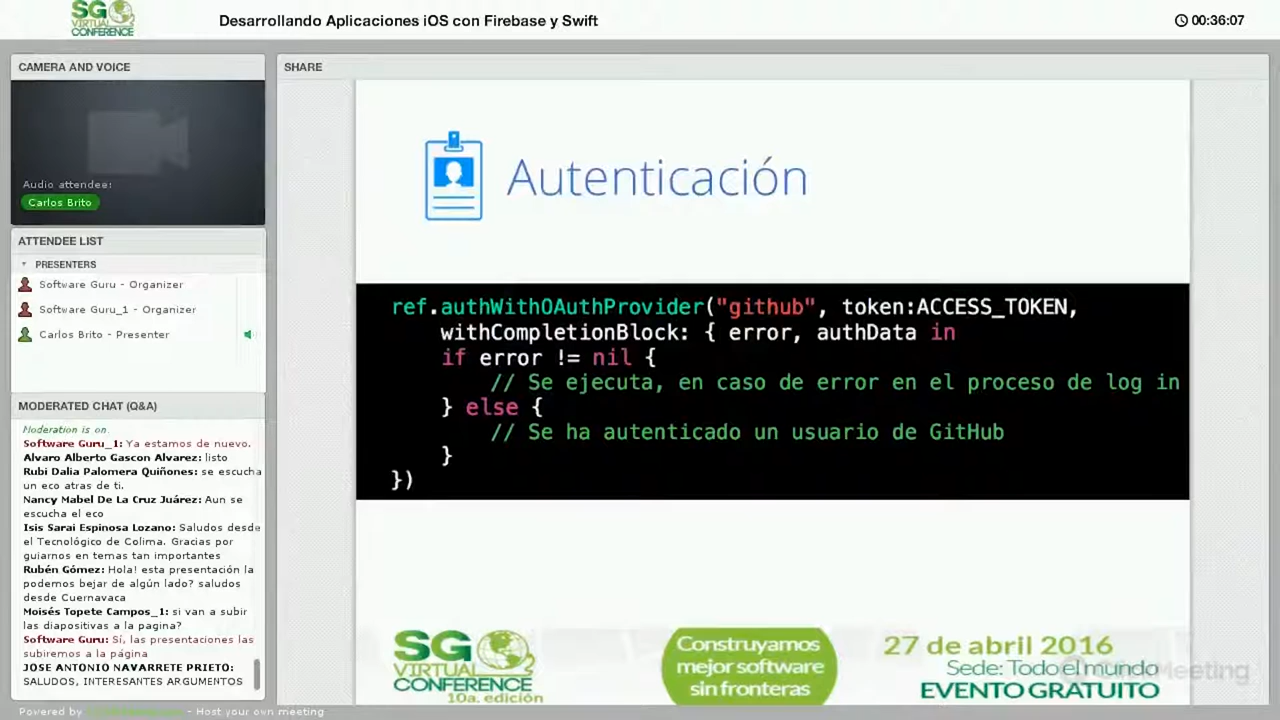 SG
VIRTUAL
CONFERENCE
Desarrollando Aplicaciones iOS con Firebase y Swift
00:36:07
CAMERA AND VOICE
Audio attendee:
Carlos Brito
ATTENDEE LIST
PRESENTERS
Software Guru - Organizer
Software Guru_1 - Organizer
Carlos Brito - Presenter
MODERATED CHAT (Q&A)
Moderation is on.
Software Guru_1: Ya estamos de nuevo.
Alvaro Alberto Gascon Alvarez: listo
Rubi Dalia Palomera Quiñones: se escucha
un eco atras de ti.
Nancy Mabel De La Cruz Juárez: Aun se
escucha el eco
Isis Sarai Espinosa Lozano: Saludos desde
el Tecnológico de Colima. Gracias por
guiarnos en temas tan importantes
Rubén Gómez: Hola! esta presentación la
podemos bejar de algún lado? saludos
desde Cuernavaca
Moisés Topete Campos_1: si van a subir
las diapositivas a la pagina?
Software Guru: Sí, las presentaciones las
subiremos a la página
JOSE ANTONIO NAVARRETE PRIETO:
SALUDOS, INTERESANTES ARGUMENTOS
SHARE
Autenticación
ref.authWithOAuthProvider("github", token:ACCESS_TOKEN,
withCompletionBlock: { error, authData in
if error != nil {
// Se ejecuta, en caso de error en el proceso de log in
} else {
// Se ha autenticado un usuario de GitHub
}
})
SG
VIRTUAL
CONFERENCE
10a. edición
Construyamos
mejor software
sin fronteras
27 de abril 2016
Sede: Todo el mundo
EVENTO GRATUITO
Powered by
- Host your own meeting